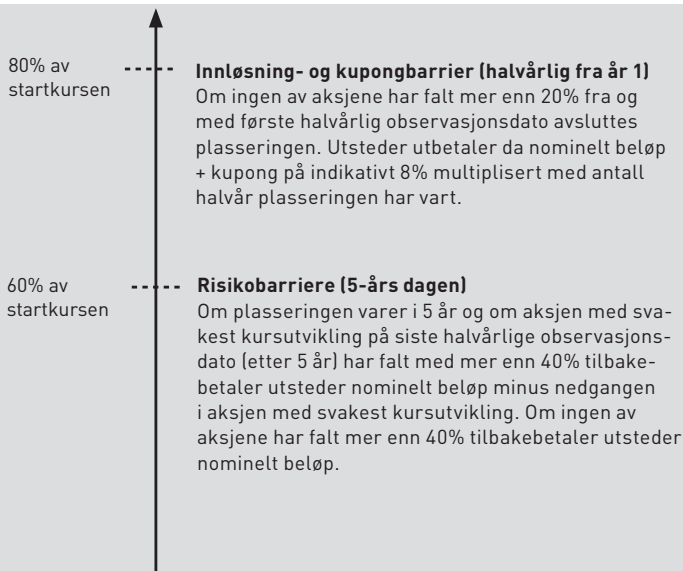 80% av
startkursen
Innløsning- og kupongbarrier (halvårlig fra år 1)
Om ingen av aksjene har falt mer enn 20% fra og
med første halvårlig observasjonsdato avsluttes
plasseringen. Utsteder utbetaler da nominelt beløp
+ kupong på indikativt 8% multiplisert med antall
halvår plasseringen har vart.
60% av
startkursen
Risikobarriere (5-års dagen)
Om plasseringen varer i 5 år og om aksjen med sva-
kest kursutvikling på siste halvårlige observasjons-
dato (etter 5 år) har falt med mer enn 40% tilbake-
betaler utsteder nominelt beløp minus nedgangen
i aksjen med svakest kursutvikling. Om ingen av
aksjene har falt mer enn 40% tilbakebetaler utsteder
nominelt beløp.